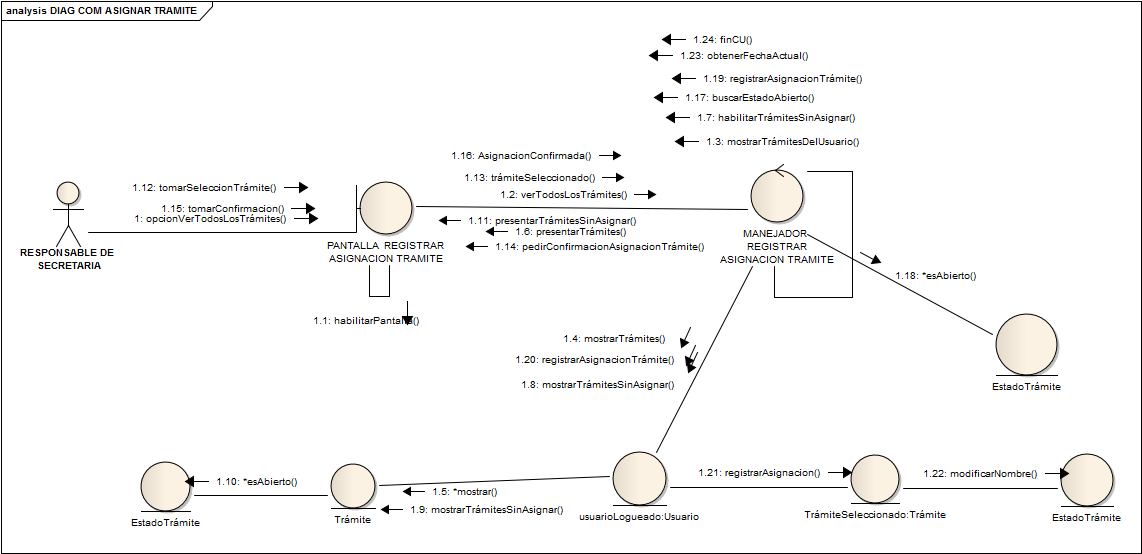 analysis DIAG COM ASIGNAR TRAMITE
1.24: finCU()
1.23: obtenerFechaActual()
1.19: registrarAsignacionTrámite()
1.17: buscarEstadoAbierto()
1.7: habilitarTrámitesSinAsignar()
1.3: mostrarTrámitesDelUsuario()
1.16: AsignacionConfirmada()
1.13: trámiteSeleccionado()
1.2: verTodosLosTrámites()
1.12: tomarSeleccionTrámite()
1.15: tomarConfirmacion()
1: opcionVerTodosLosTrámites()
1.11: presentarTrámitesSinAsignar()
1.6: presentarTrámites()
1.14: pedirConfirmacionAsignacionTrámite()
RESPONSABLE DE
SECRETARIA
PANTALLA REGISTRAR
ASIGNACION TRAMITE
MANEJADOR
REGISTRAR
ASIGNACION TRAMITE
1.18: *esAbierto()
1.1: habilitarPantalla()
1.4: mostrarTrámites()
1.20: registrarAsignacionTrámite()
1.8: mostrarTrámitesSinAsignar()
EstadoTrámite
1.10: *esAbierto()
1.5: *mostrar()
1.9: mostrarTrámitesSinAsignar()
1.21: registrarAsignacion()
1.22: modificarNombre()
EstadoTrámite
Trámite
usuarioLogueado:Usuario
TrámiteSeleccionado:Trámite
EstadoTrámite